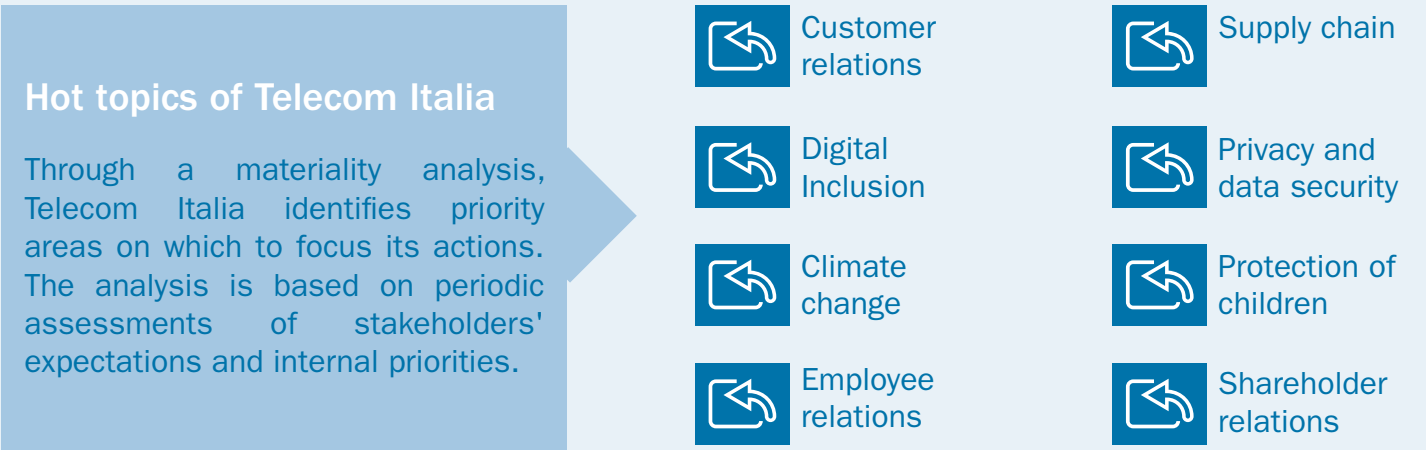 Hot topics of Telecom Italia
Through a materiality analysis,
Telecom Italia identifies priority
areas on which to focus its actions.
The analysis is based on periodic
assessments of stakeholders'
expectations and internal priorities.
Customer
relations
Digital
Inclusion
Climate
change
Employee
relations
Supply chain
Privacy and
data security
Protection of
children
Shareholder
relations